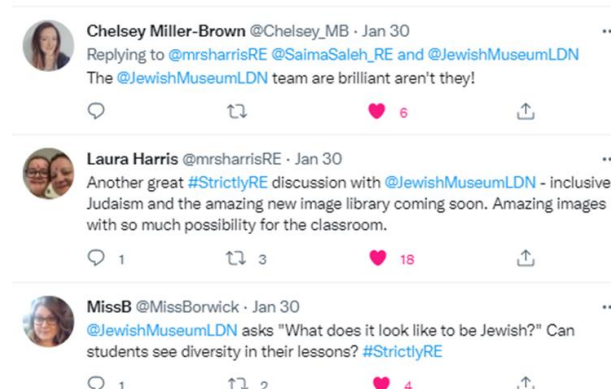 Chelsey Miller-Brown @Chelsey_MB · Jan 30
Replying to @mrsharrisRE @SaimaSaleh_RE and @JewishMuseumLDN
The @JewishMuseumLDN team are brilliant aren't they!
6
Laura Harris @mrsharrisRE · Jan 30
Another great #StrictlyRE discussion with @JewishMuseumLDN - inclusive
Judaism and the amazing new image library coming soon. Amazing images
with so much possibility for the classroom.
1 3 18
MissB @MissBorwick · Jan 30
@JewishMuseumLDN asks "What does it look like to be Jewish?" Can
students see diversity in their lessons? #StrictlyRE
1 2 4